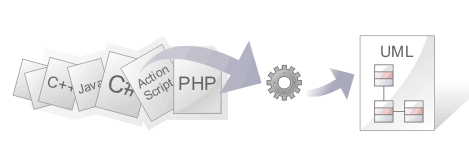 C++
Java
C#
Action
Script
PHP
UML